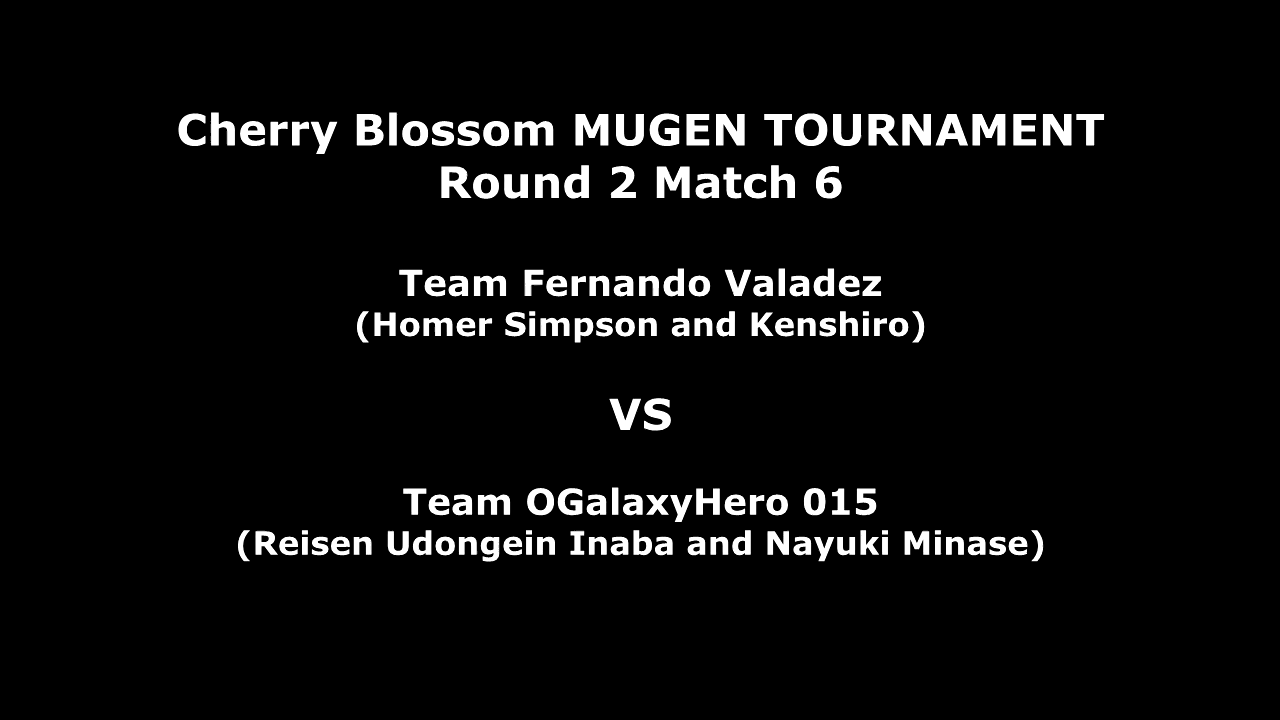 Cherry Blossom MUGEN TOURNAMENT
Round 2 Match 6
Team Fernando Valadez
(Homer Simpson and Kenshiro)
VS
Team OGalaxyHero 015
(Reisen Udongein Inaba and Nayuki Minase)